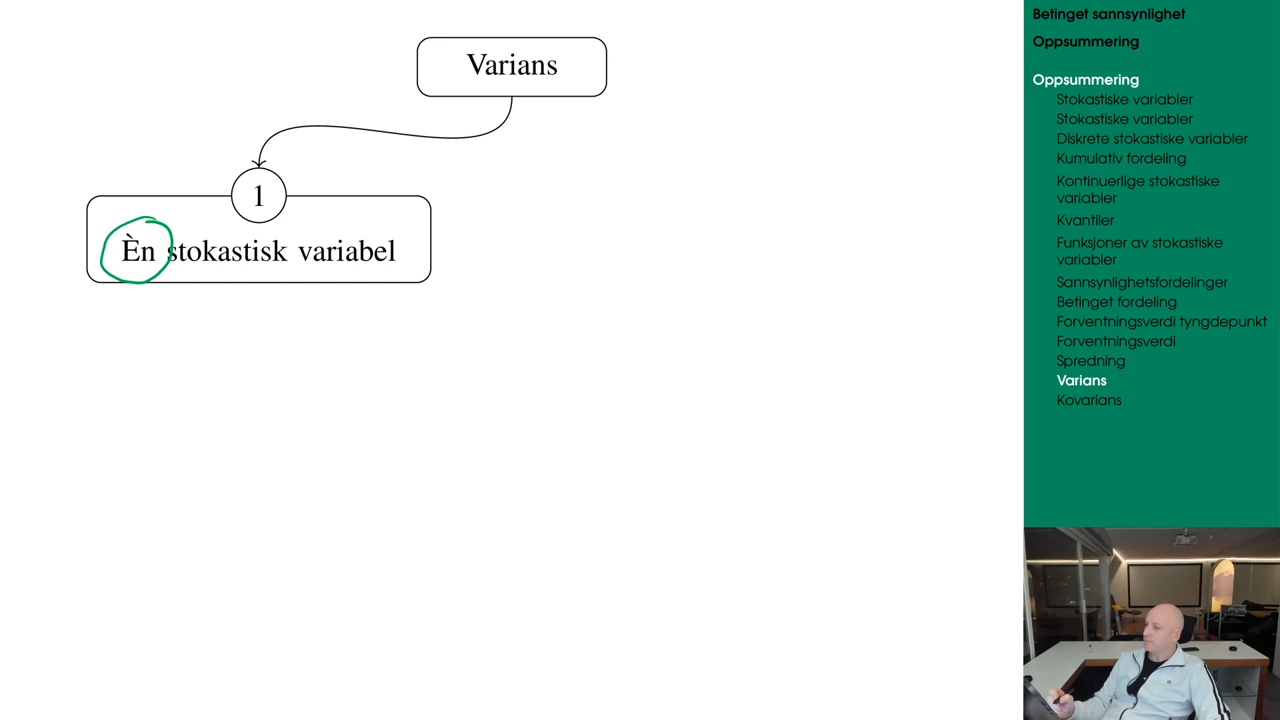 Varians
1
Èn stokastisk variabel
Betinget sannsynlighet
Oppsummering
Oppsummering
Stokastiske variabler
Stokastiske variabler
Diskrete stokastiske variabler
Kumulativ fordeling
Kontinuerlige stokastiske
variabler
Kvantiler
Funksjoner av stokastiske
variabler
Sannsynlighetsfordelinger
Betinget fordeling
Forventningsverdi tyngdepunkt
Forventningsverdi
Spredning
Varians
Kovarians